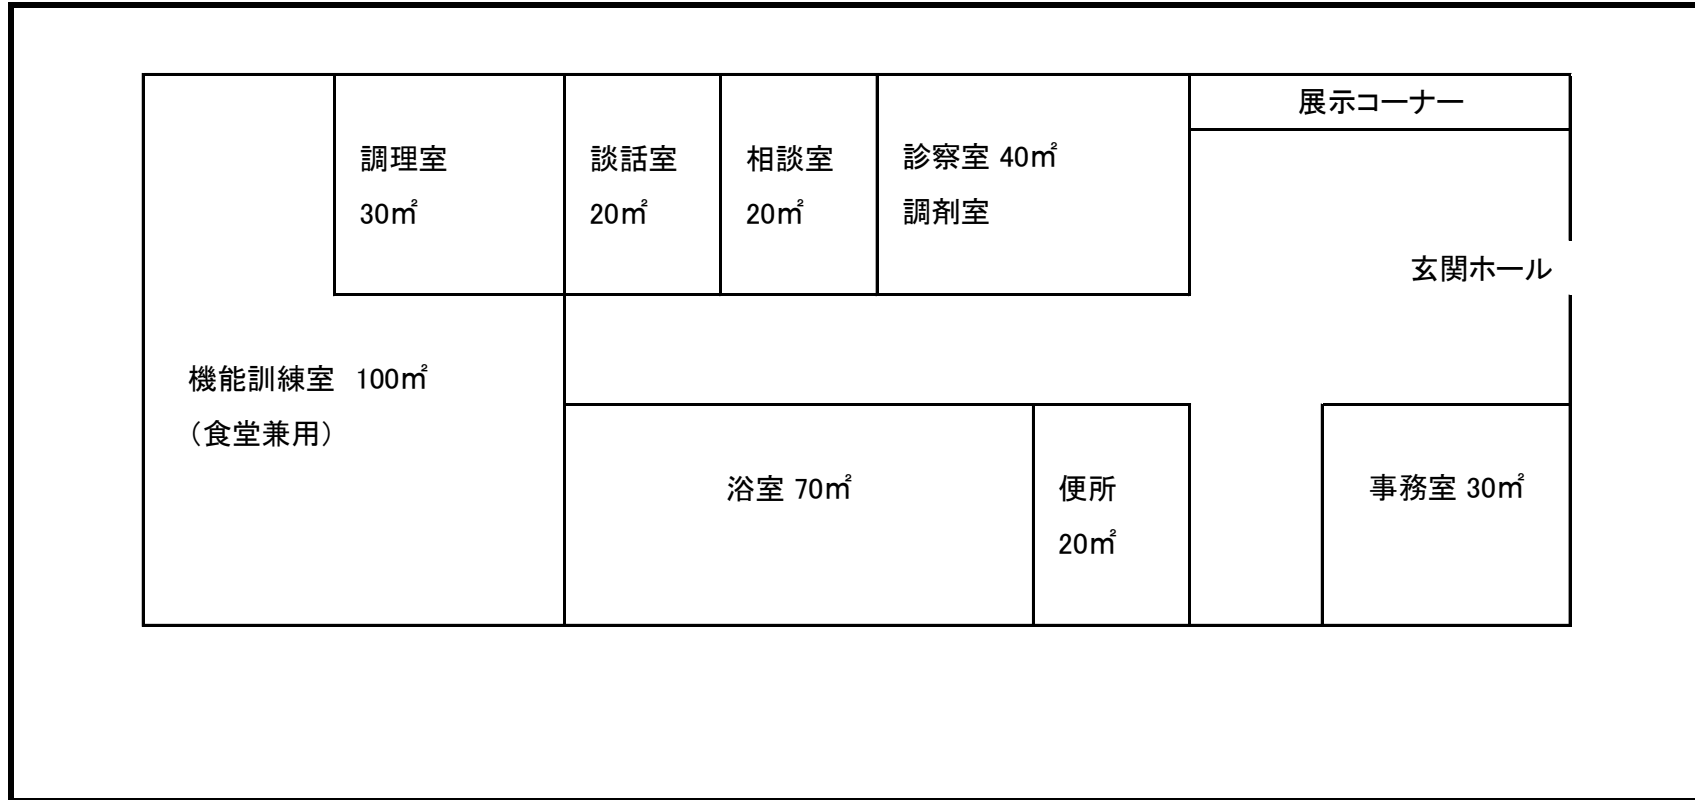 展示コーナー
調理室
30㎡
談話室
20㎡
相談室
20㎡
診察室 40㎡
調剤室
玄関ホール
機能訓練室　100㎡
（食堂兼用）
浴室 70㎡
便所
20㎡
事務室 30㎡